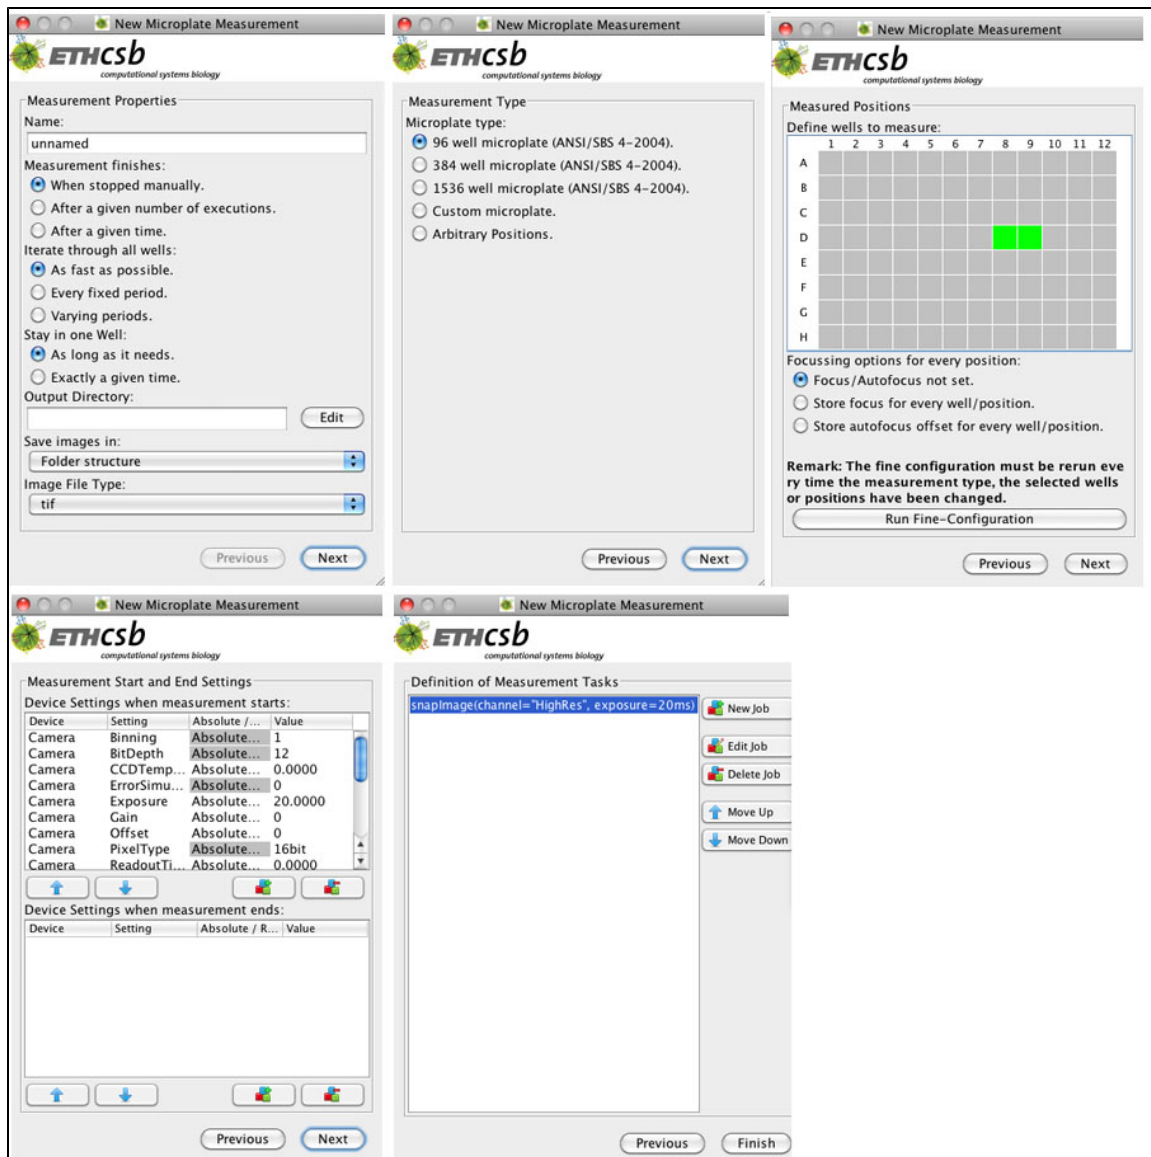 New Microplate Measurement
ETHCSb
computational systems biology
Measurement Properties
Name:
unnamed
Measurement finishes:
When stopped manually.
After a given number of executions.
After a given time.
Iterate through all wells:
As fast as possible.
Every fixed period.
Varying periods.
Stay in one Well:
As long as it needs.
Exactly a given time.
Output Directory:
Edit
Save images in:
Folder structure
Image File Type:
tif
Previous Next
New Microplate Measurement
ETHCSb
computational systems biology
Measurement Type
Microplate type:
96 well microplate (ANSI/SBS 4-2004).
384 well microplate (ANSI/SBS 4-2004).
1536 well microplate (ANSI/SBS 4-2004).
Custom microplate.
Arbitrary Positions.
Previous Next
New Microplate Measurement
ETHCSb
computational systems biology
Measured Positions
Define wells to measure:
1 2 3 4 5 6 7 8 9 10 11 12
A
B
C
D
E
F
G
H
Focussing options for every position:
Focus/Autofocus not set.
Store focus for every well/position.
Store autofocus offset for every well/position.
Remark: The fine configuration must be rerun eve
ry time the measurement type, the selected wells
or positions have been changed.
Run Fine-Configuration
Previous Next
New Microplate Measurement
ETHCSb
computational systems biology
Measurement Start and End Settings
Device Settings when measurement starts:
Device Setting Absolute /... Value
Camera Binning Absolute... 1
Camera BitDepth Absolute... 12
Camera CCDTemp... Absolute... 0.0000
Camera ErrorSimu... Absolute... 0
Camera Exposure Absolute... 20.0000
Camera Gain Absolute... 0
Camera Offset Absolute... 0
Camera PixelType Absolute... 16bit
Camera ReadoutTi... Absolute... 0.0000
Device Settings when measurement ends:
Device Setting Absolute / R... Value
Previous Next
New Microplate Measurement
ETHCSb
computational systems biology
Definition of Measurement Tasks
snapImage(channel="HighRes", exposure=20ms)
New Job
Edit Job
Delete Job
Move Up
Move Down
Previous Finish